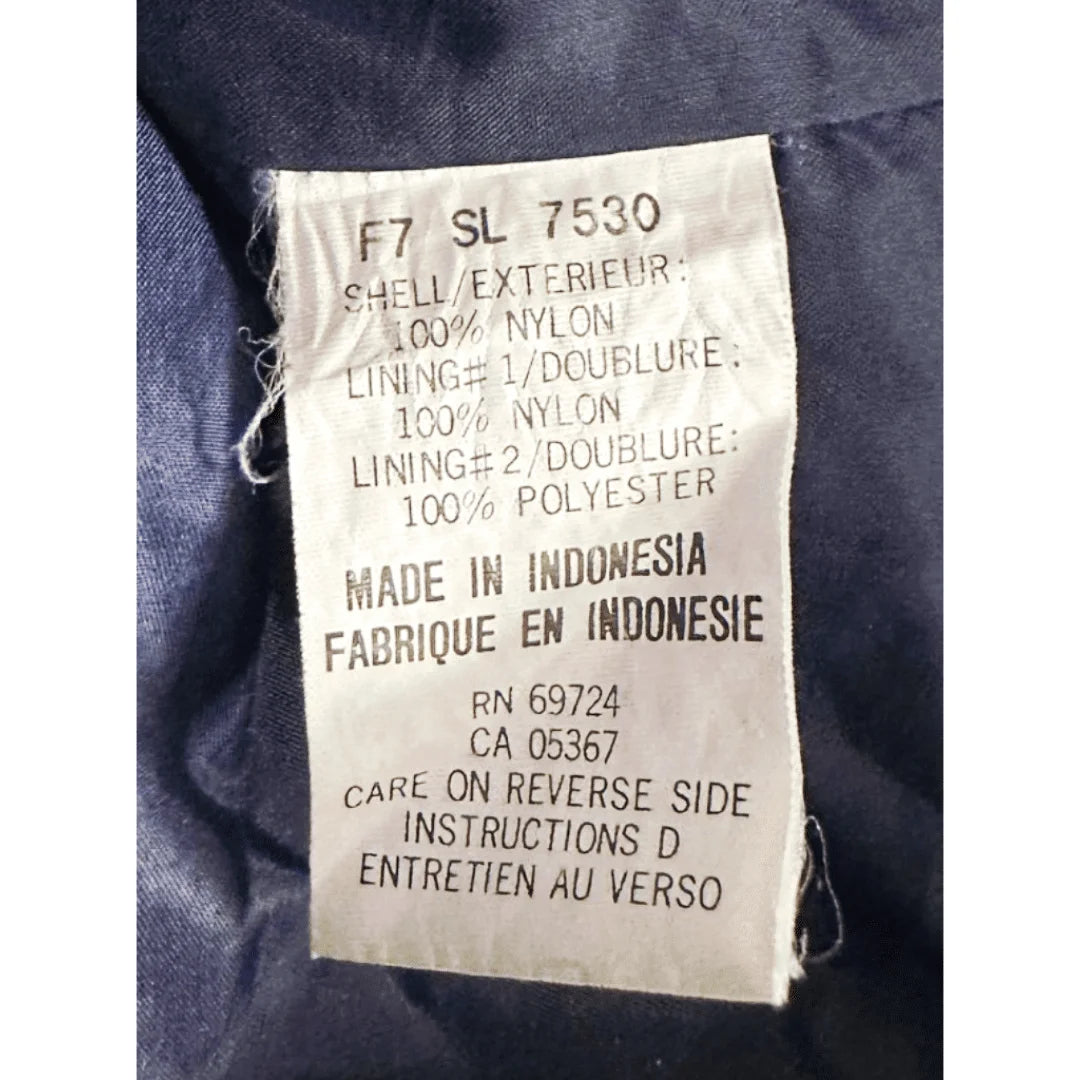 F7 SL 7530
SHELL/EXTERIEUR:
100% NYLON
LINING# 1/DOUBLURE:
100% NYLON
LINING# 2/DOUBLURE:
100% POLYESTER
MADE IN INDONESIA
FABRIQUE EN INDONESIE
RN 69724
CA 05367
CARE ON REVERSE SIDE
INSTRUCTIONS D
ENTRETIEN AU VERSO